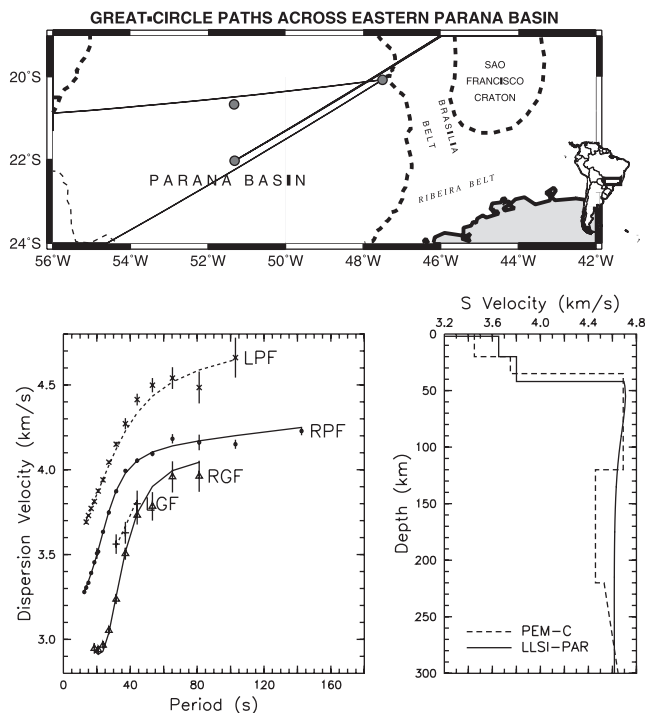 GREAT-CIRCLE PATHS ACROSS EASTERN PARANA BASIN
20°S
22°S
24°S
56°W 54°W 52°W 50°W 48°W 46°W 44°W 42°W
SAO
FRANCISCO
CRATON
BRASILIA
BELT
PARANA BASIN
RIBEIRA BELT
Dispersion Velocity (km/s)
4.5
4.0
3.5
3.0
LPF
RPF
RGF
LGF
0 40 80 120 160
Period (s)
S Velocity (km/s)
3.2 3.6 4.0 4.4 4.8
Depth (km)
0
50
100
150
200
250
300
PEM-C
LLSI-PAR